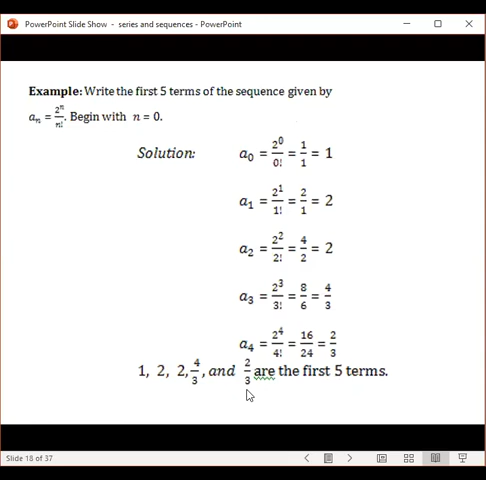 PowerPoint Slide Show - series and sequences - PowerPoint
Example: Write the first 5 terms of the sequence given by
aₙ = 2ⁿ/n!. Begin with n = 0.
Solution: a₀ = 2⁰/0! = 1/1 = 1
a₁ = 2¹/1! = 2/1 = 2
a₂ = 2²/2! = 4/2 = 2
a₃ = 2³/3! = 8/6 = 4/3
a₄ = 2⁴/4! = 16/24 = 2/3
1, 2, 2, 4/3, and 2/3 are the first 5 terms.
Slide 18 of 37